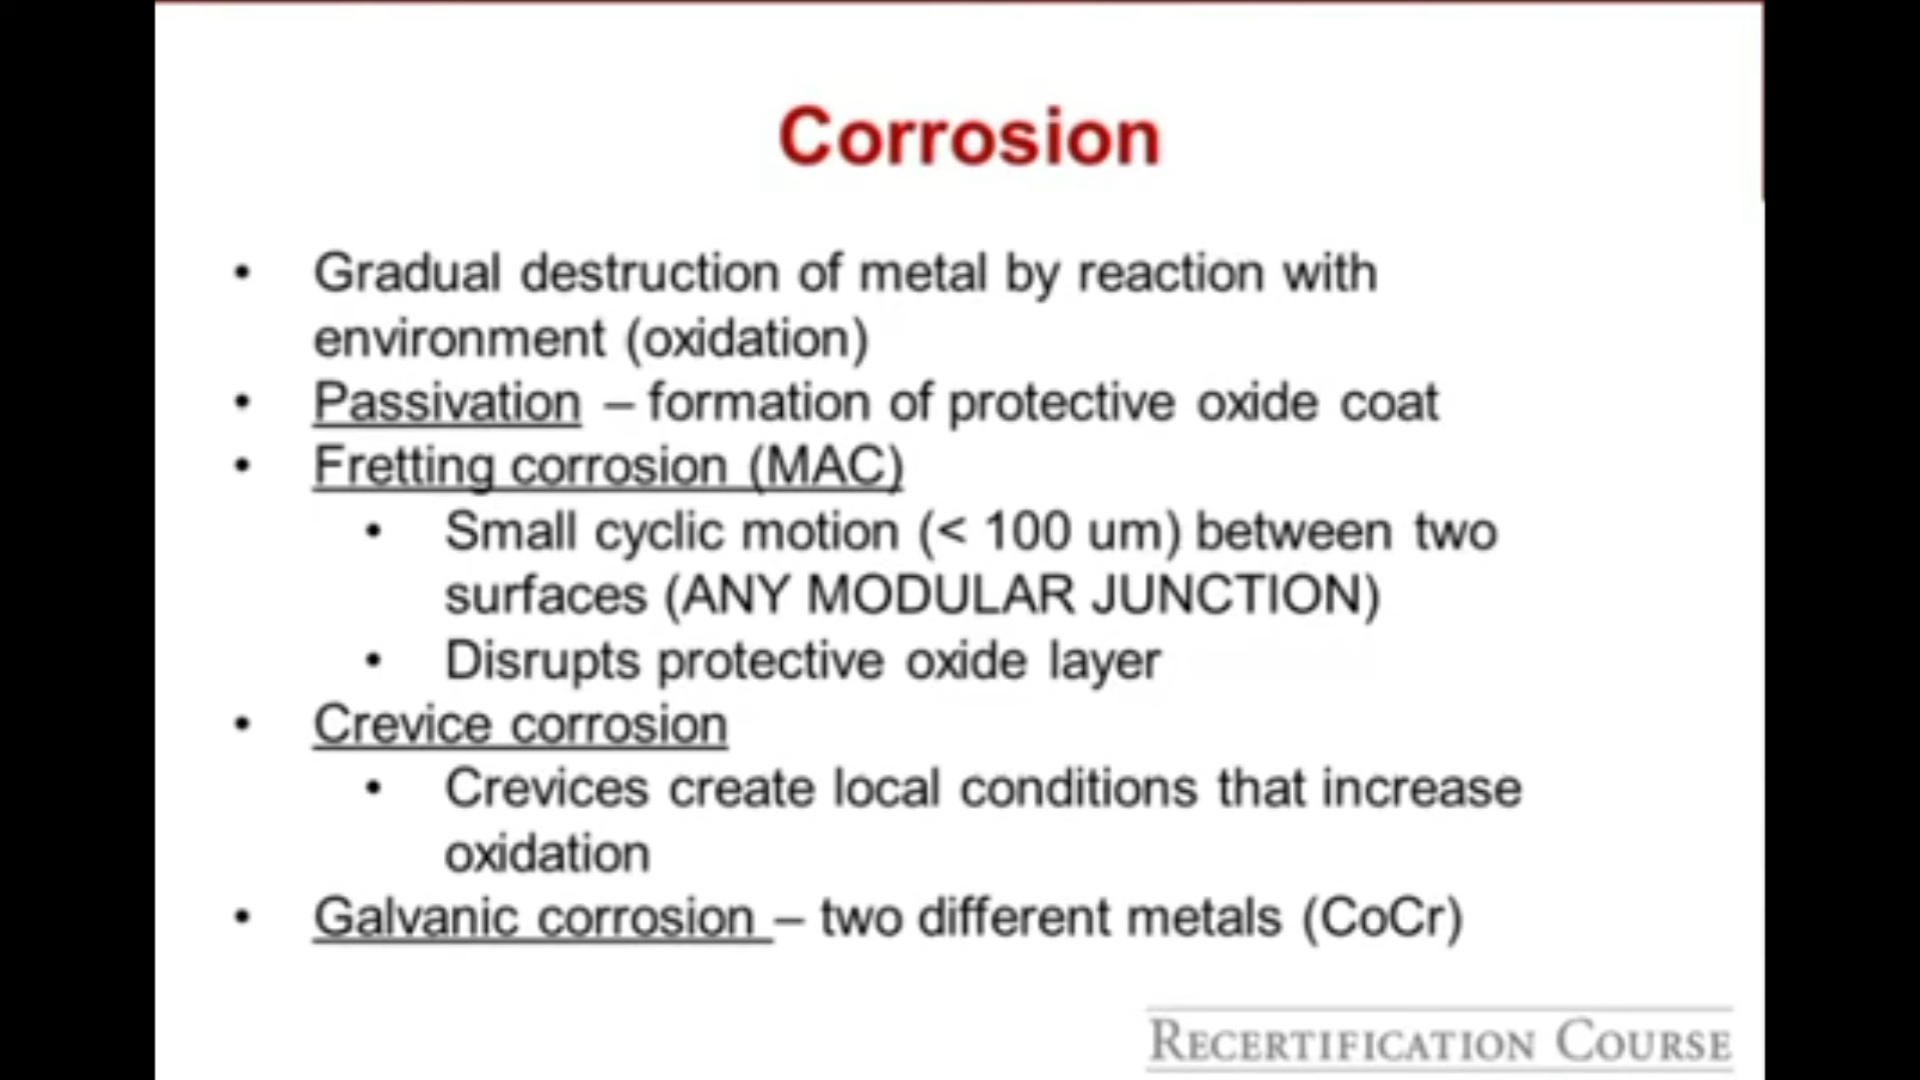 Corrosion
• Gradual destruction of metal by reaction with
environment (oxidation)
• Passivation – formation of protective oxide coat
• Fretting corrosion (MAC)
• Small cyclic motion (< 100 um) between two
surfaces (ANY MODULAR JUNCTION)
• Disrupts protective oxide layer
• Crevice corrosion
• Crevices create local conditions that increase
oxidation
• Galvanic corrosion – two different metals (CoCr)
RECERTIFICATION COURSE